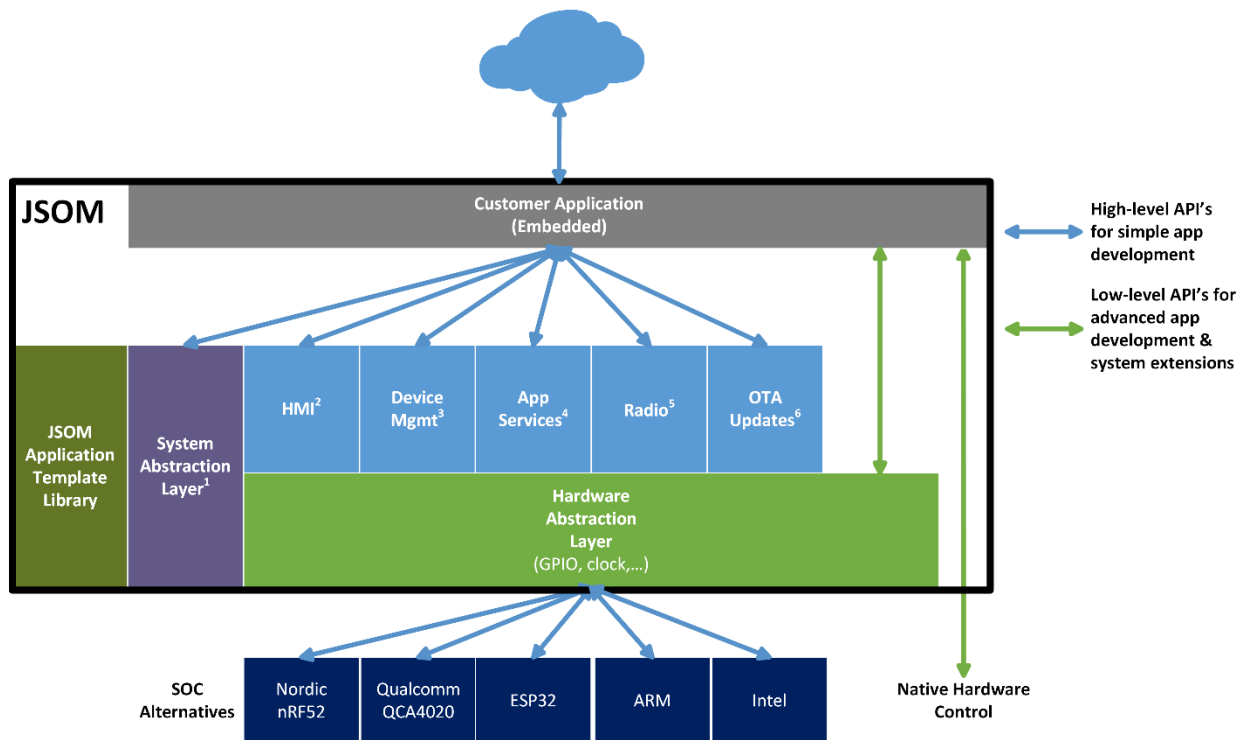 JSOM
Customer Application
(Embedded)
High-level API's
for simple app
development
Low-level API's for
advanced app
development &
system extensions
JSOM
Application
Template
Library
System
Abstraction
Layer1
HMI2
Device
Mgmt3
App
Services4
Radio5
OTA
Updates6
Hardware
Abstraction
Layer
(GPIO, clock,...)
SOC
Alternatives
Nordic
nRF52
Qualcomm
QCA4020
ESP32
ARM
Intel
Native Hardware
Control